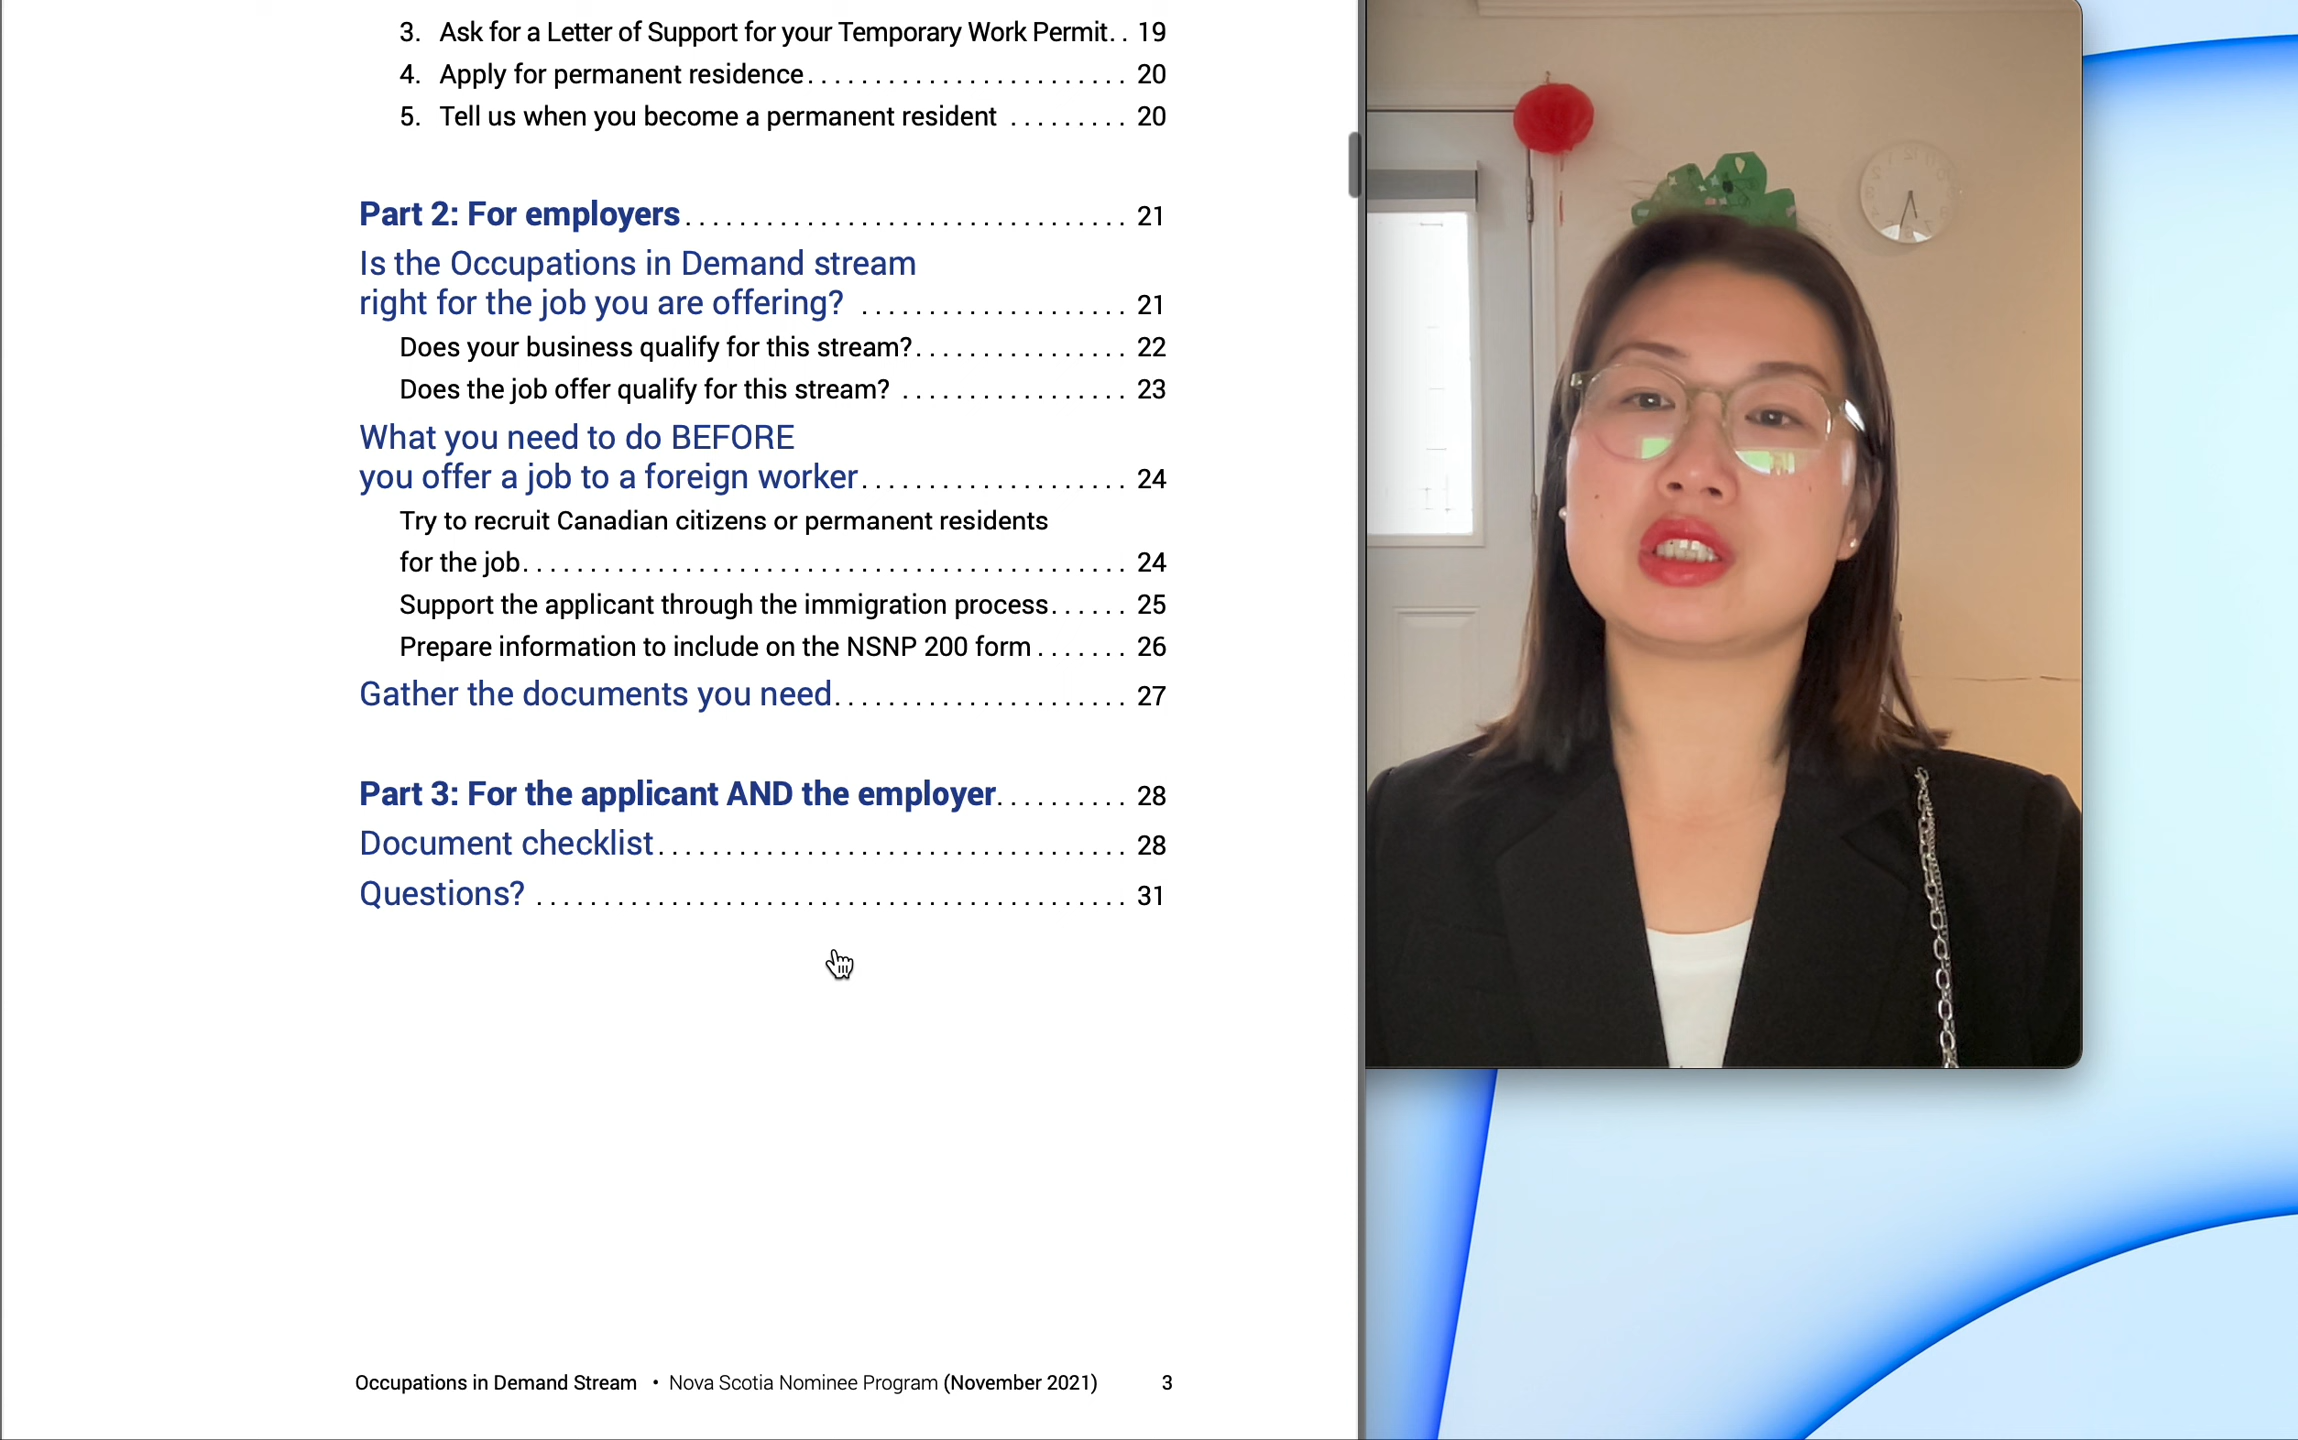 3. Ask for a Letter of Support for your Temporary Work Permit. . 19
4. Apply for permanent residence . . . . . . . . . . . . . . . . . . . . . . . . 20
5. Tell us when you become a permanent resident . . . . . . . . . 20
Part 2: For employers . . . . . . . . . . . . . . . . . . . . . . . . . . . . . . . . . 21
Is the Occupations in Demand stream
right for the job you are offering? . . . . . . . . . . . . . . . . . . . . 21
Does your business qualify for this stream? . . . . . . . . . . . . . . . . 22
Does the job offer qualify for this stream? . . . . . . . . . . . . . . . . . 23
What you need to do BEFORE
you offer a job to a foreign worker . . . . . . . . . . . . . . . . . . . . 24
Try to recruit Canadian citizens or permanent residents
for the job . . . . . . . . . . . . . . . . . . . . . . . . . . . . . . . . . . . . . . . . . . . . . 24
Support the applicant through the immigration process . . . . . . 25
Prepare information to include on the NSNP 200 form . . . . . . . 26
Gather the documents you need . . . . . . . . . . . . . . . . . . . . . . 27
Part 3: For the applicant AND the employer . . . . . . . . . . 28
Document checklist . . . . . . . . . . . . . . . . . . . . . . . . . . . . . . . . . . . 28
Questions? . . . . . . . . . . . . . . . . . . . . . . . . . . . . . . . . . . . . . . . . . . . . 31
Occupations in Demand Stream • Nova Scotia Nominee Program (November 2021) 3